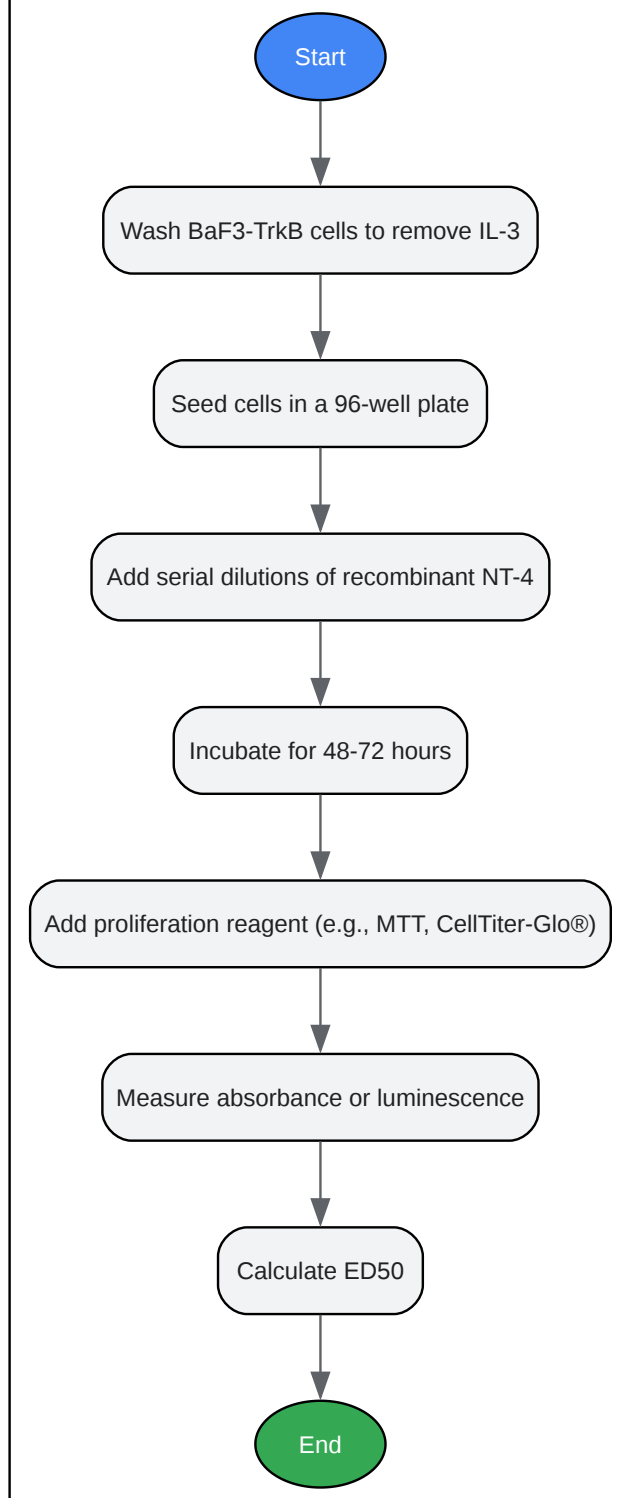 Start
Wash BaF3-TrkB cells to remove IL-3
Seed cells in a 96-well plate
Add serial dilutions of recombinant NT-4
Incubate for 48-72 hours
Add proliferation reagent (e.g., MTT, CellTiter-Glo®)
Measure absorbance or luminescence
Calculate ED50
End